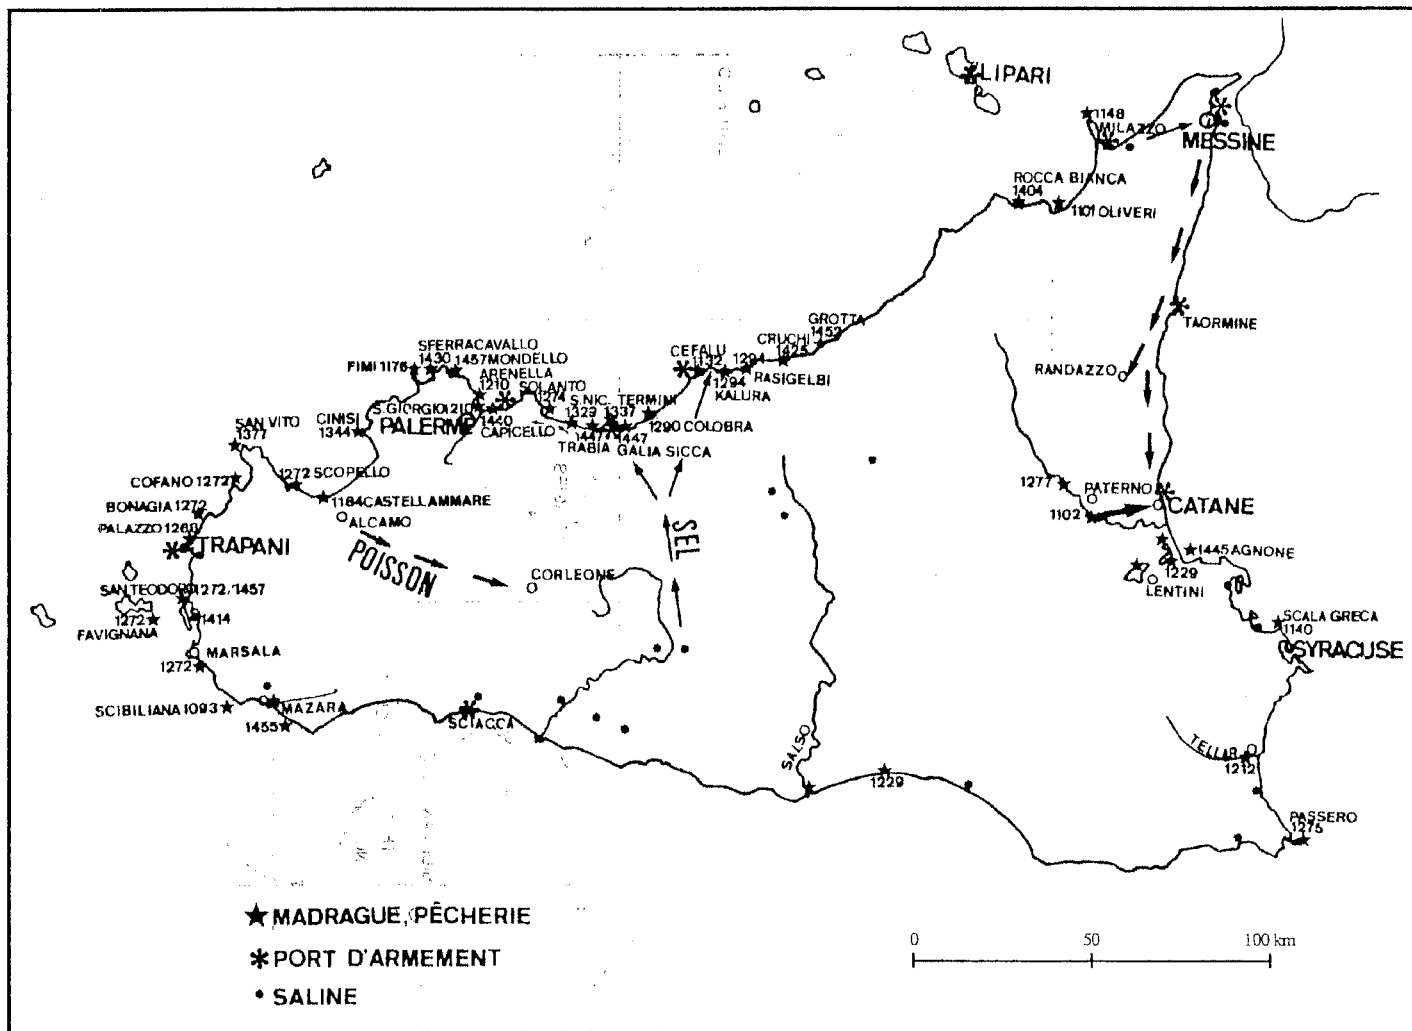 LIPARI
1148
MILAZZO
MESSINE
ROCCA BIANCA
1404
1101 OLIVERI
TAORMINE
RANDAZZO
GROTTA
1452
CRUCHI
1425
CEFALU
1132
1294
RASIGELBI
1294
KALURA
SFERRACAVALLO
1430
1457 MONDELLO
FIMI 1176
ARENELLA
1210
SOLANTO
1274
S.GIORGIO 1210
PALERME
1440
CAPICELLO
S.NIC.
1329
TERMINI
1337
1290 COLOBRA
TRABIA
1447
1447
GALIA SICCA
SAN VITO
1377
CINISI
1344
COFANO 1272
1272 SCOPELLO
1184 CASTELLAMMARE
BONAGIA 1272
ALCAMO
PALAZZO
TRAPANI
POISSON
SEL
CORLEONE
SAN TEODORO
1272/1457
1272
FAVIGNANA
1414
MARSALA
1272
SCIBILIANA 1093
MAZARA
1455
SCIACCA
SALSO
1229
1277
PATERNO
1102
CATANE
1445 AGNONE
1229
LENTINI
SCALA GRECA
1140
SYRACUSE
TELLAR
1212
PASSERO
1275
MADRAGUE, PÊCHERIE
PORT D'ARMEMENT
SALINE
0 50 100 km